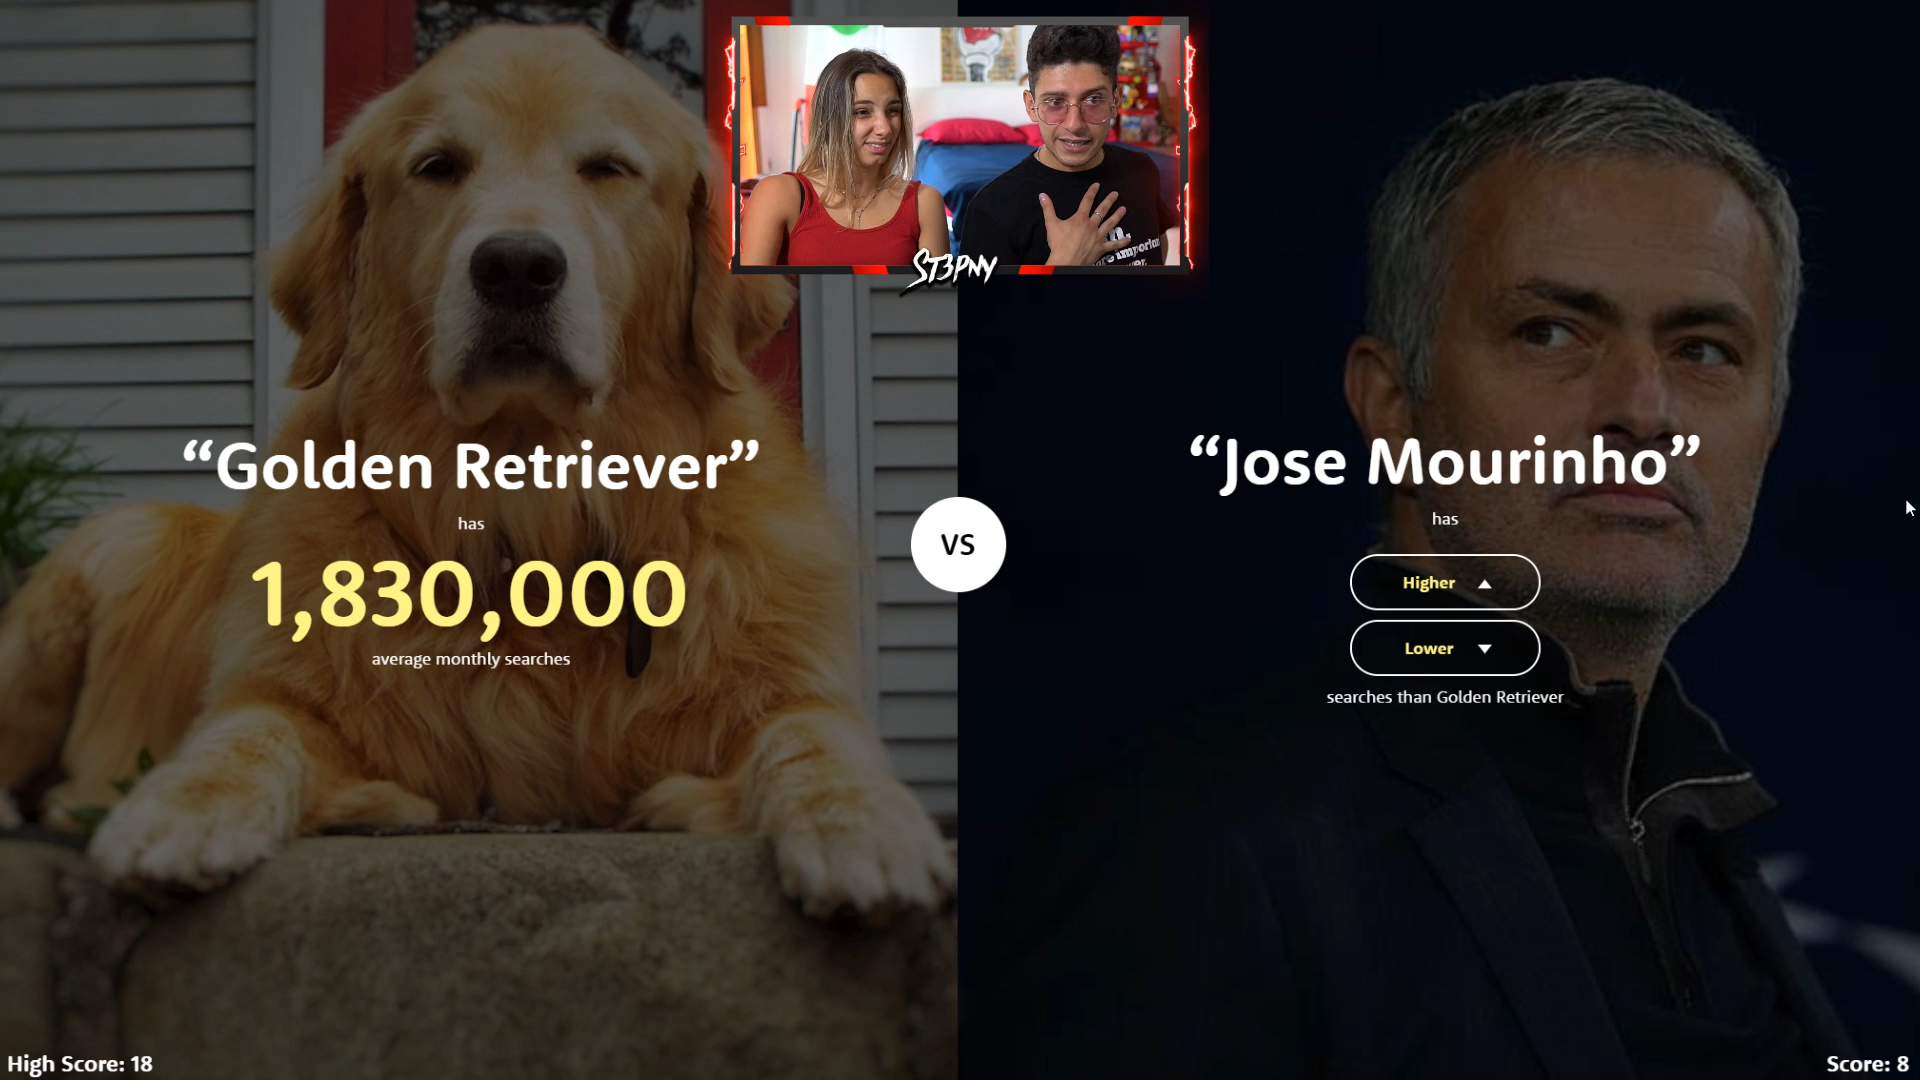 ST3PNY
“Golden Retriever”
has
1,830,000
average monthly searches
VS
“Jose Mourinho”
has
Higher
Lower
searches than Golden Retriever
High Score: 18
Score: 8